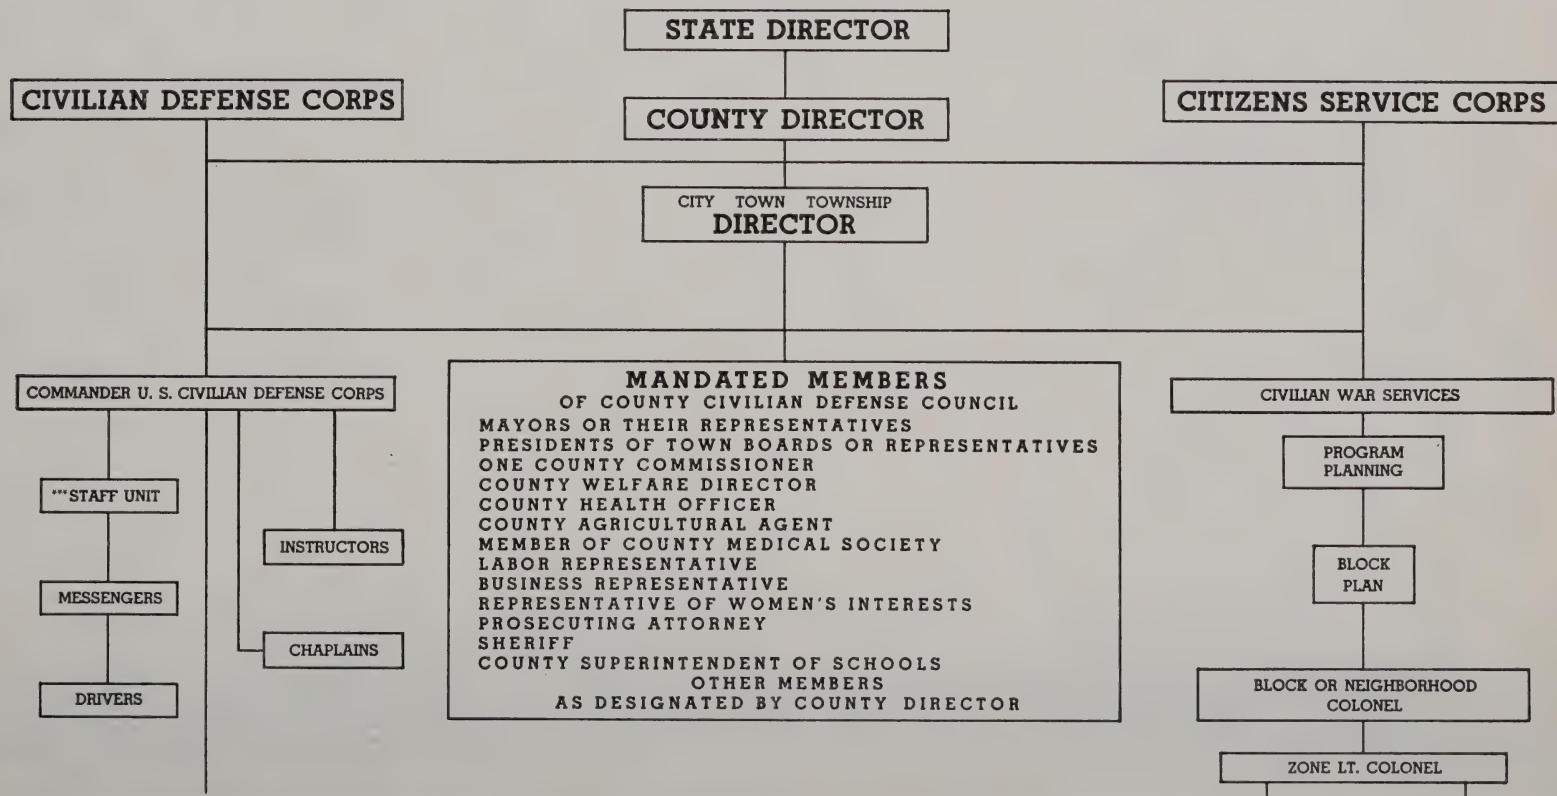 STATE DIRECTOR
CIVILIAN DEFENSE CORPS
COUNTY DIRECTOR
CITIZENS SERVICE CORPS
CITY TOWN TOWNSHIP
DIRECTOR
COMMANDER U. S. CIVILIAN DEFENSE CORPS
***STAFF UNIT
MESSENGERS
DRIVERS
INSTRUCTORS
CHAPLAINS
MANDATED MEMBERS
OF COUNTY CIVILIAN DEFENSE COUNCIL
MAYORS OR THEIR REPRESENTATIVES
PRESIDENTS OF TOWN BOARDS OR REPRESENTATIVES
ONE COUNTY COMMISSIONER
COUNTY WELFARE DIRECTOR
COUNTY HEALTH OFFICER
COUNTY AGRICULTURAL AGENT
MEMBER OF COUNTY MEDICAL SOCIETY
LABOR REPRESENTATIVE
BUSINESS REPRESENTATIVE
REPRESENTATIVE OF WOMEN'S INTERESTS
PROSECUTING ATTORNEY
SHERIFF
COUNTY SUPERINTENDENT OF SCHOOLS
OTHER MEMBERS
AS DESIGNATED BY COUNTY DIRECTOR
CIVILIAN WAR SERVICES
PROGRAM
PLANNING
BLOCK
PLAN
BLOCK OR NEIGHBORHOOD
COLONEL
ZONE LT. COLONEL